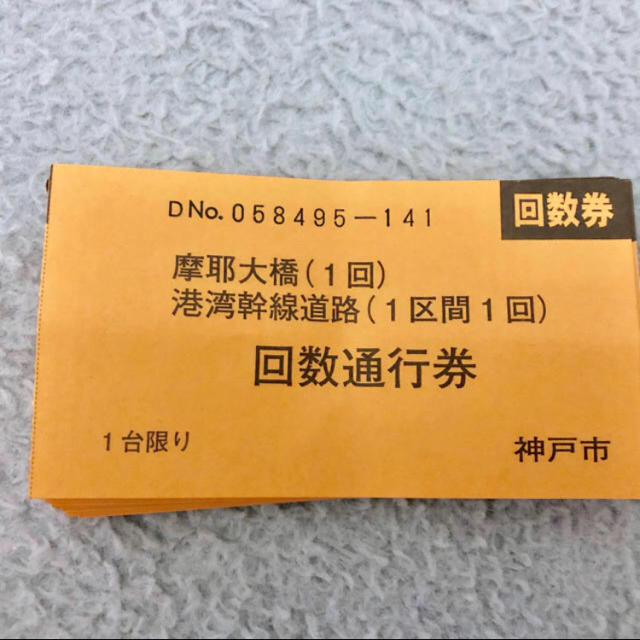 DNo.058495-141
回数券
摩耶大橋(1回)
港湾幹線道路(1区間1回)
回数通行券
1台限り
神戸市